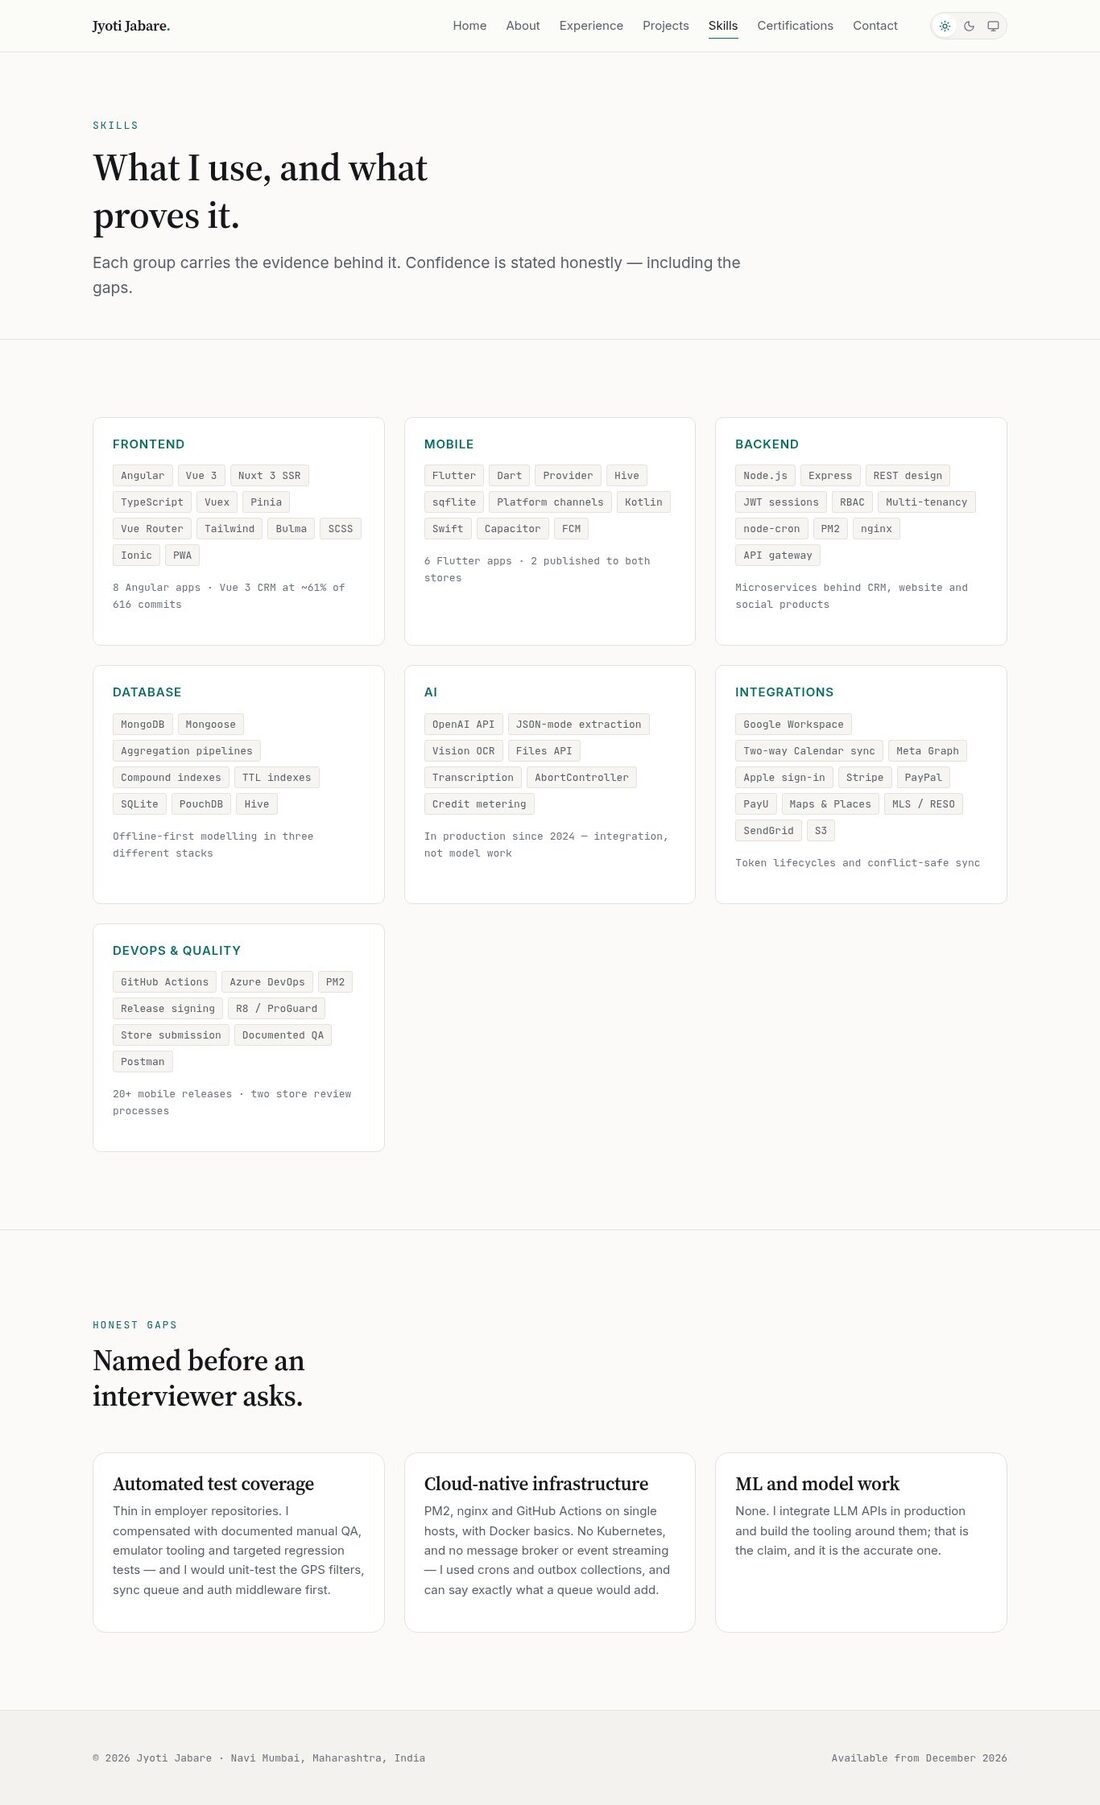 Jyoti Jabare.
Home About Experience Projects Skills Certifications Contact
SKILLS
What I use, and what
proves it.
Each group carries the evidence behind it. Confidence is stated honestly — including the
gaps.
FRONTEND
Angular Vue 3 Nuxt 3 SSR
TypeScript Vuex Pinia
Vue Router Tailwind Bulma SCSS
Ionic PWA
8 Angular apps · Vue 3 CRM at ~61% of
616 commits
MOBILE
Flutter Dart Provider Hive
sqflite Platform channels Kotlin
Swift Capacitor FCM
6 Flutter apps · 2 published to both
stores
BACKEND
Node.js Express REST design
JWT sessions RBAC Multi-tenancy
node-cron PM2 nginx
API gateway
Microservices behind CRM, website and
social products
DATABASE
MongoDB Mongoose
Aggregation pipelines
Compound indexes TTL indexes
SQLite PouchDB Hive
Offline-first modelling in three
different stacks
AI
OpenAI API JSON-mode extraction
Vision OCR Files API
Transcription AbortController
Credit metering
In production since 2024 — integration,
not model work
INTEGRATIONS
Google Workspace
Two-way Calendar sync Meta Graph
Apple sign-in Stripe PayPal
PayU Maps & Places MLS / RESO
SendGrid S3
Token lifecycles and conflict-safe sync
DEVOPS & QUALITY
GitHub Actions Azure DevOps PM2
Release signing R8 / ProGuard
Store submission Documented QA
Postman
20+ mobile releases · two store review
processes
HONEST GAPS
Named before an
interviewer asks.
Automated test coverage
Thin in employer repositories. I
compensated with documented manual QA,
emulator tooling and targeted regression
tests — and I would unit-test the GPS filters,
sync queue and auth middleware first.
Cloud-native infrastructure
PM2, nginx and GitHub Actions on single
hosts, with Docker basics. No Kubernetes,
and no message broker or event streaming
— I used crons and outbox collections, and
can say exactly what a queue would add.
ML and model work
None. I integrate LLM APIs in production
and build the tooling around them; that is
the claim, and it is the accurate one.
© 2026 Jyoti Jabare · Navi Mumbai, Maharashtra, India
Available from December 2026